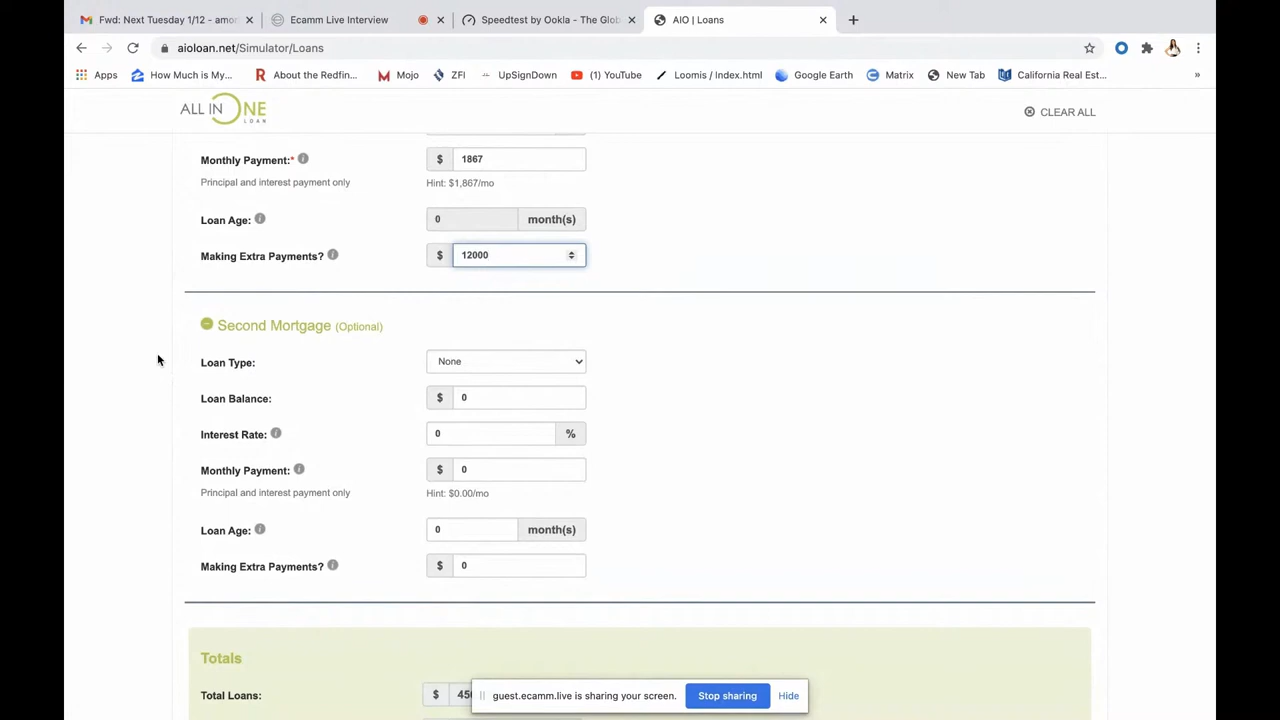 Fwd: Next Tuesday 1/12 - amor
Ecamm Live Interview
Speedtest by Ookla - The Glob
AIO | Loans
aioloan.net/Simulator/Loans
Apps
How Much is My...
About the Redfin...
Mojo
ZFI
UpSignDown
(1) YouTube
Loomis / Index.html
Google Earth
Matrix
New Tab
California Real Est...
»
ALL IN ONE
LOAN
CLEAR ALL
Monthly Payment:* $ 1867
Principal and interest payment only Hint: $1,867/mo
Loan Age: 0 month(s)
Making Extra Payments? $ 12000
Second Mortgage (Optional)
Loan Type: None
Loan Balance: $ 0
Interest Rate: 0 %
Monthly Payment: $ 0
Principal and interest payment only Hint: $0.00/mo
Loan Age: 0 month(s)
Making Extra Payments? $ 0
Totals
Total Loans: $
guest.ecamm.live is sharing your screen. Stop sharing Hide